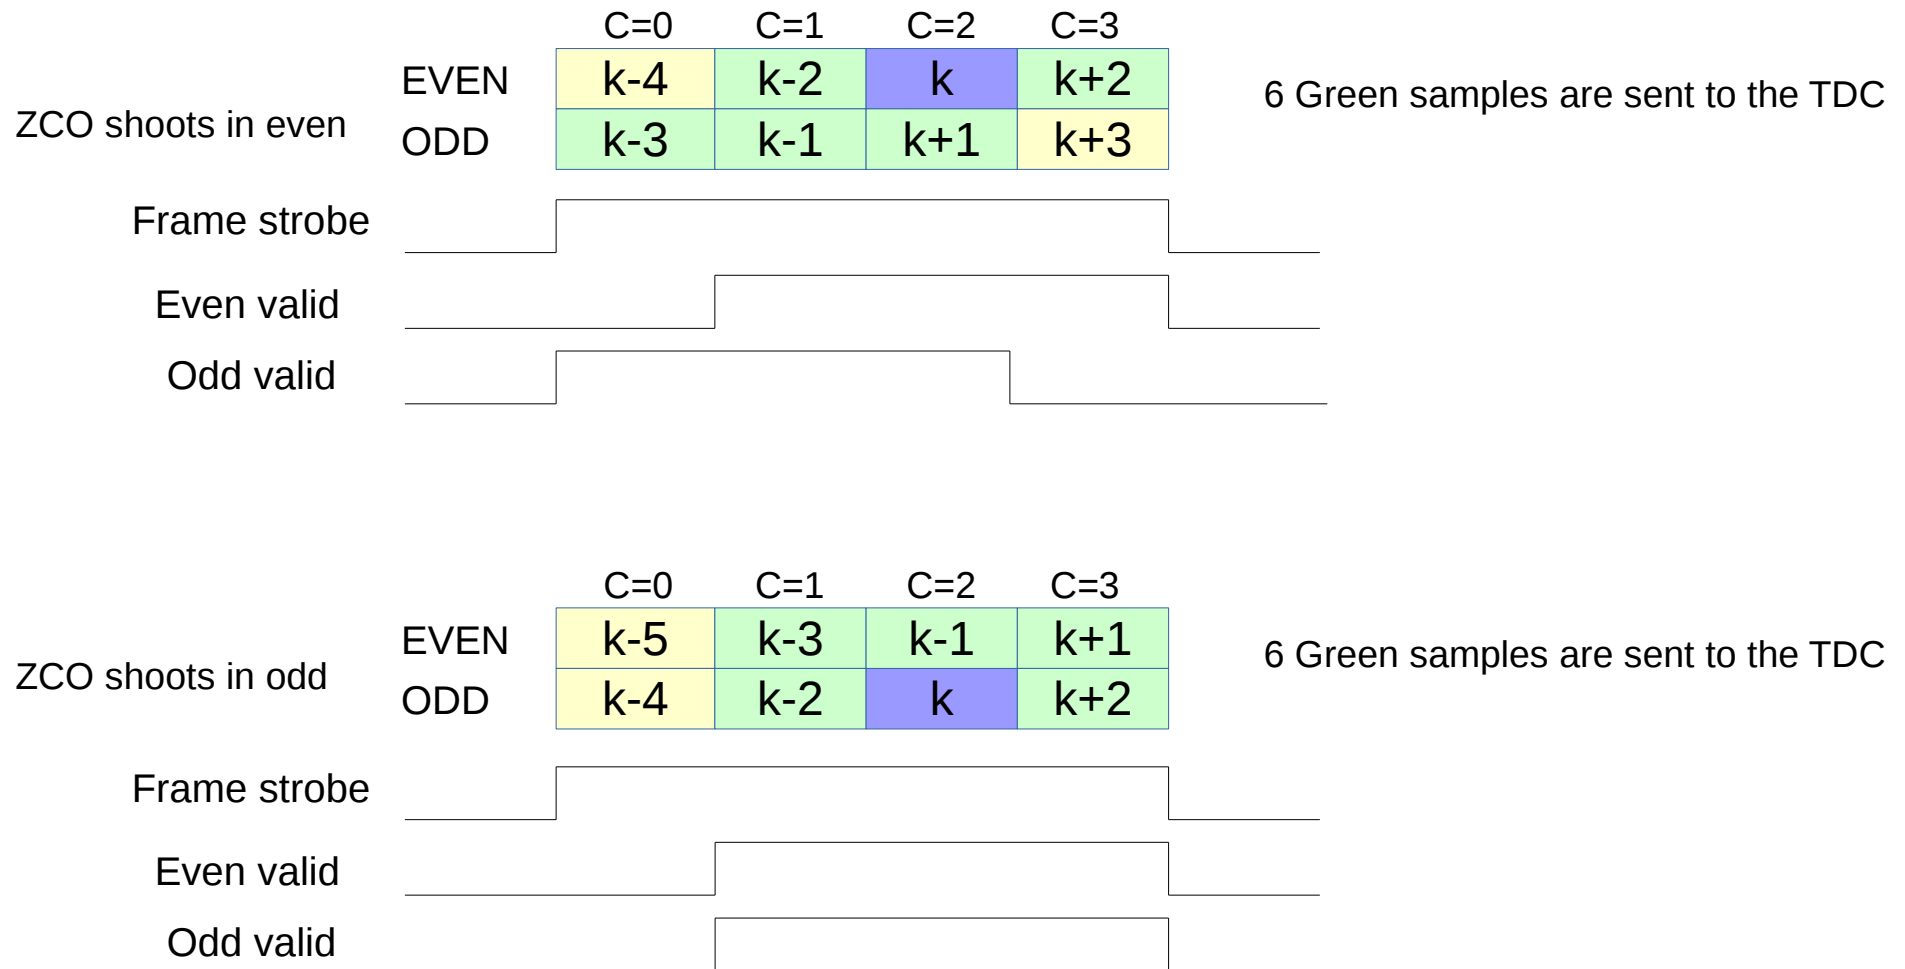 C=0 C=1 C=2 C=3
EVEN k-4 k-2 k k+2 6 Green samples are sent to the TDC
ZCO shoots in even
ODD k-3 k-1 k+1 k+3
Frame strobe
Even valid
Odd valid
C=0 C=1 C=2 C=3
EVEN k-5 k-3 k-1 k+1 6 Green samples are sent to the TDC
ZCO shoots in odd
ODD k-4 k-2 k k+2
Frame strobe
Even valid
Odd valid